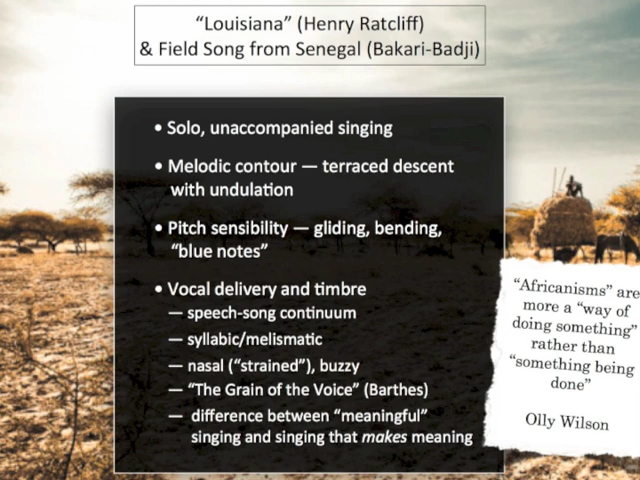 “Louisiana” (Henry Ratcliff)
& Field Song from Senegal (Bakari-Badji)
• Solo, unaccompanied singing
• Melodic contour — terraced descent
with undulation
• Pitch sensibility — gliding, bending,
“blue notes”
• Vocal delivery and timbre
— speech-song continuum
— syllabic/melismatic
— nasal (“strained”), buzzy
— “The Grain of the Voice” (Barthes)
— difference between “meaningful”
singing and singing that makes meaning
“Africanisms” are
more a “way of
doing something”
rather than
“something being
done”
Olly Wilson